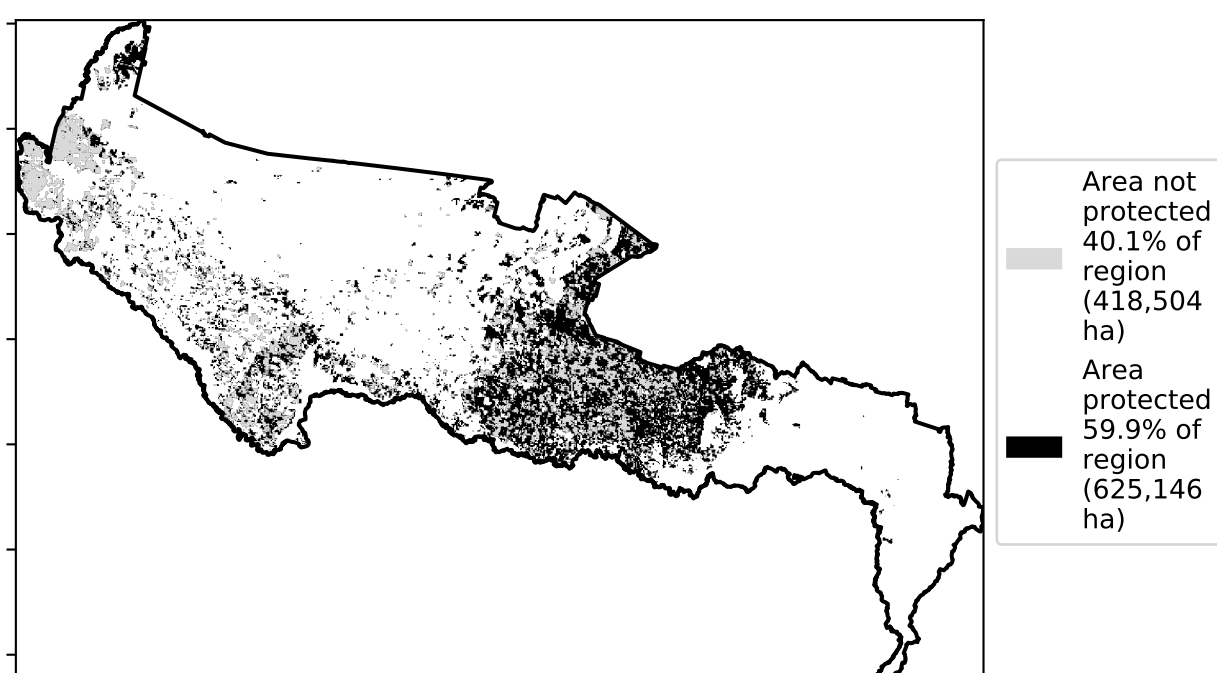 Area not
protected
40.1% of
region
(418,504
ha)
Area
protected
59.9% of
region
(625,146
ha)